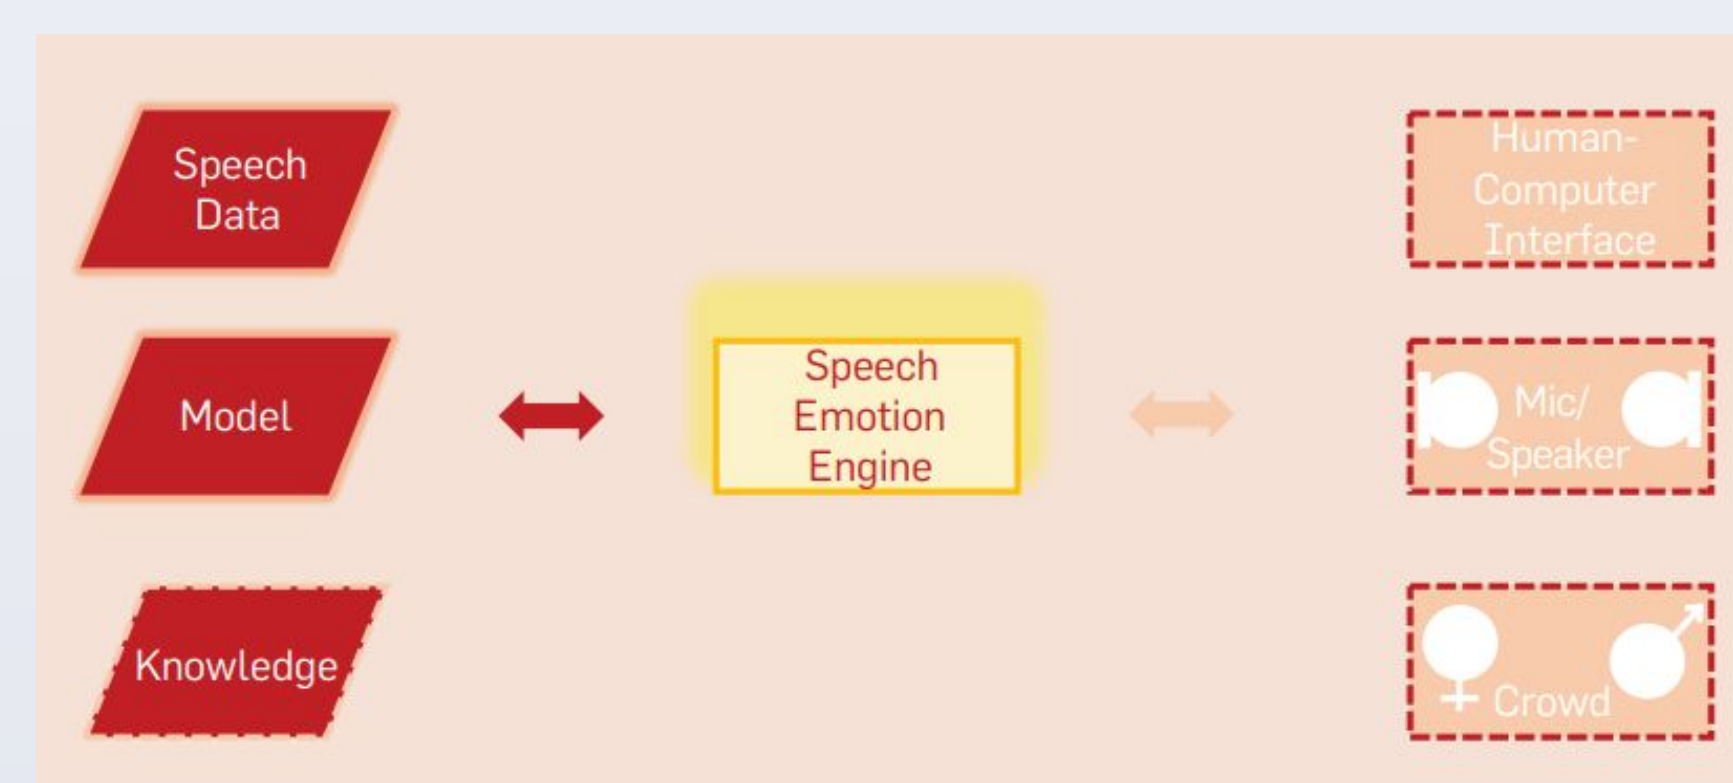 Speech
Data
Human-
Computer
Interface
Model
Speech
Emotion
Engine
Mic/
Speaker
Knowledge
Crowd